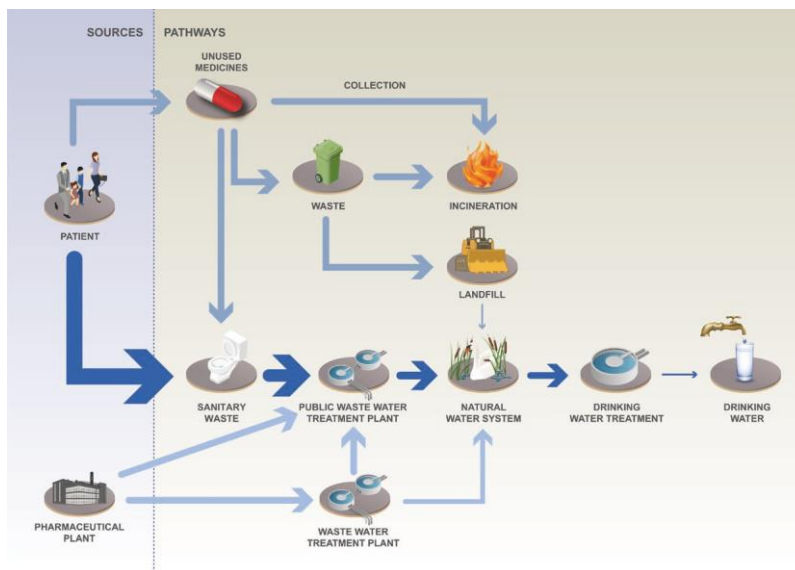 SOURCES
PATHWAYS
UNUSED
MEDICINES
COLLECTION
PATIENT
WASTE
INCINERATION
LANDFILL
SANITARY
WASTE
PUBLIC WASTE WATER
TREATMENT PLANT
NATURAL
WATER SYSTEM
DRINKING
WATER TREATMENT
DRINKING
WATER
PHARMACEUTICAL
PLANT
WASTE WATER
TREATMENT PLANT